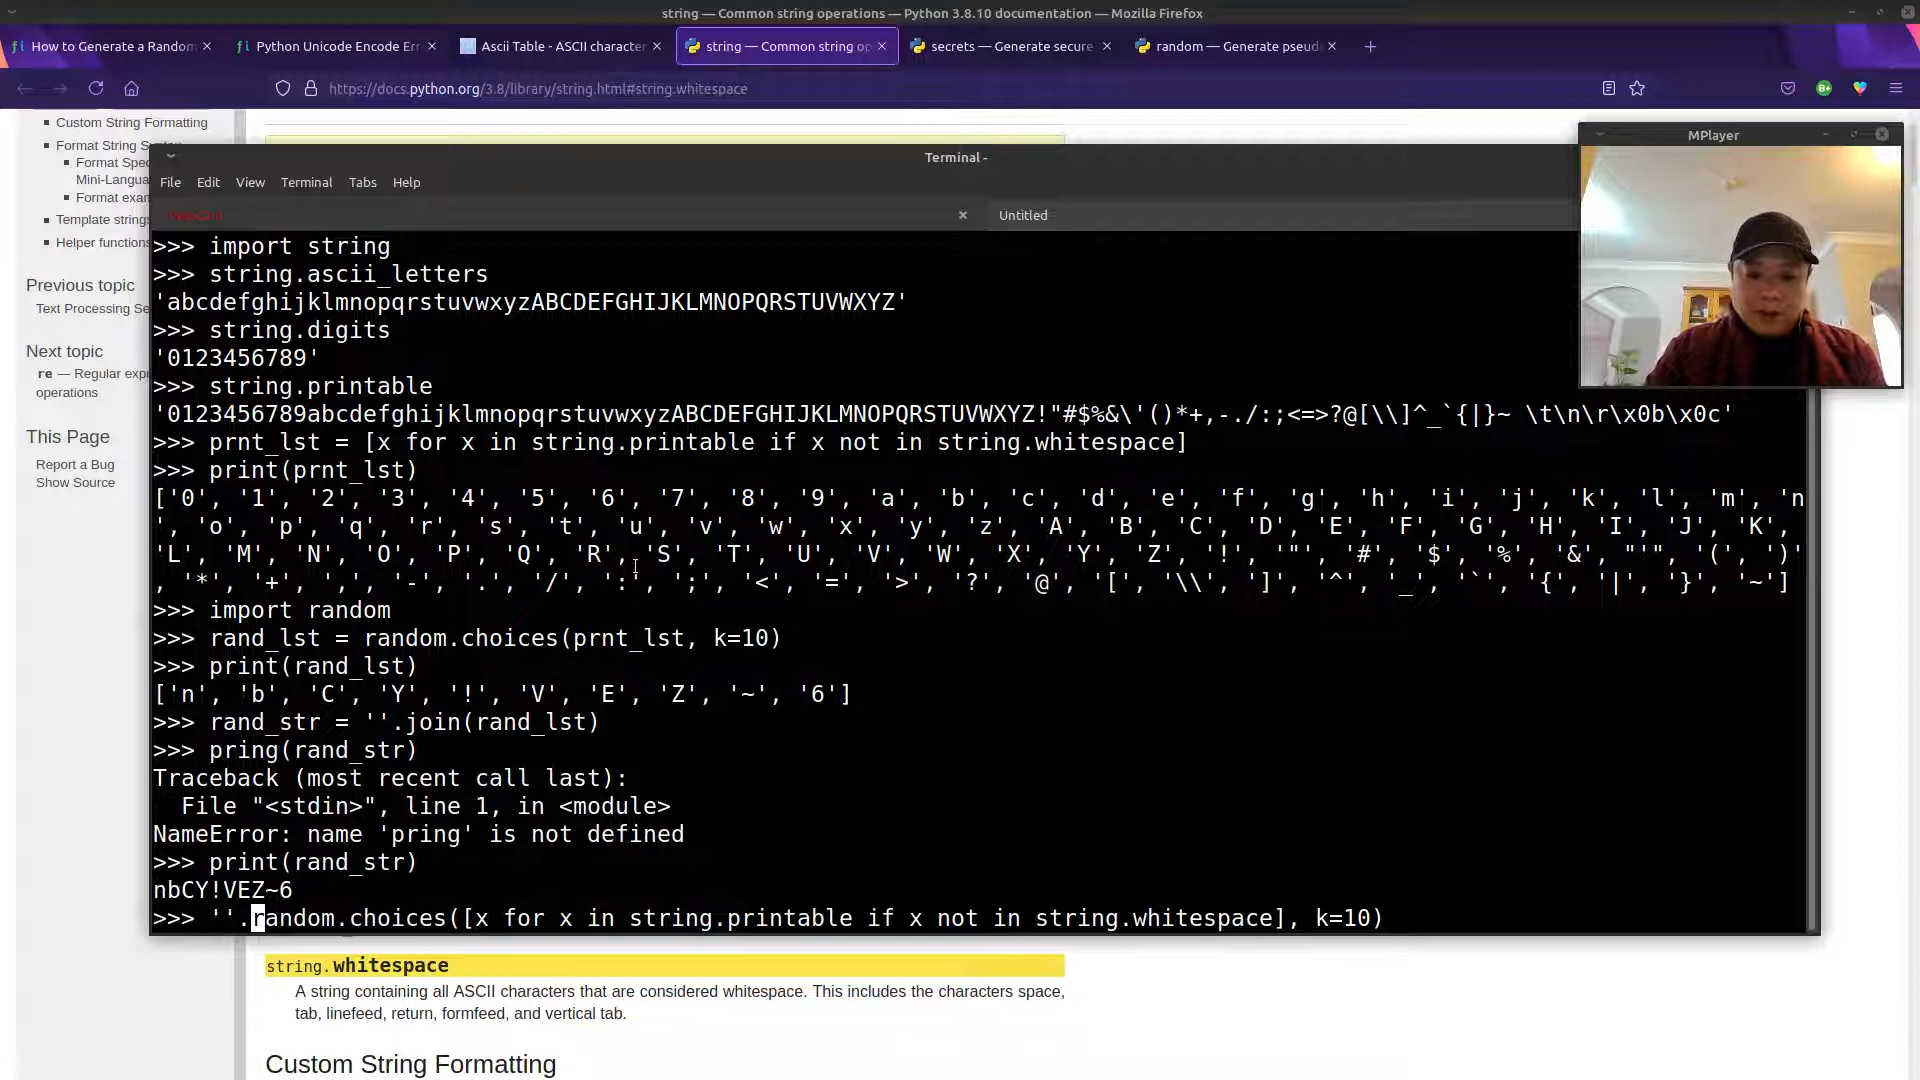 string — Common string operations — Python 3.8.10 documentation — Mozilla Firefox
How to Generate a Random
Python Unicode Encode Err
Ascii Table - ASCII character
string — Common string op
secrets — Generate secure
random — Generate pseud
https://docs.python.org/3.8/library/string.html#string.whitespace
Custom String Formatting
Format String
Format Spec
Mini-Langua
Format exam
Template strings
Helper functions
Previous topic
Text Processing Se
Next topic
re — Regular expr
operations
This Page
Report a Bug
Show Source
MPlayer
Terminal -
File Edit View Terminal Tabs Help
Untitled
>>> import string
>>> string.ascii_letters
'abcdefghijklmnopqrstuvwxyzABCDEFGHIJKLMNOPQRSTUVWXYZ'
>>> string.digits
'0123456789'
>>> string.printable
'0123456789abcdefghijklmnopqrstuvwxyzABCDEFGHIJKLMNOPQRSTUVWXYZ!"#$%&\'()*+,-./:;<=>?@[\\]^_`{|}~ \t\n\r\x0b\x0c'
>>> prnt_lst = [x for x in string.printable if x not in string.whitespace]
>>> print(prnt_lst)
['0', '1', '2', '3', '4', '5', '6', '7', '8', '9', 'a', 'b', 'c', 'd', 'e', 'f', 'g', 'h', 'i', 'j', 'k', 'l', 'm', 'n
', 'o', 'p', 'q', 'r', 's', 't', 'u', 'v', 'w', 'x', 'y', 'z', 'A', 'B', 'C', 'D', 'E', 'F', 'G', 'H', 'I', 'J', 'K',
'L', 'M', 'N', 'O', 'P', 'Q', 'R', 'S', 'T', 'U', 'V', 'W', 'X', 'Y', 'Z', '!', '"', '#', '$', '%', '&', "'", '(', ')'
, '*', '+', ',', '-', '.', '/', ':', ';', '<', '=', '>', '?', '@', '[', '\\', ']', '^', '_', '`', '{', '|', '}', '~']
>>> import random
>>> rand_lst = random.choices(prnt_lst, k=10)
>>> print(rand_lst)
['n', 'b', 'C', 'Y', '!', 'V', 'E', 'Z', '~', '6']
>>> rand_str = ''.join(rand_lst)
>>> pring(rand_str)
Traceback (most recent call last):
File "<stdin>", line 1, in <module>
NameError: name 'pring' is not defined
>>> print(rand_str)
nbCY!VEZ~6
>>> ''.random.choices([x for x in string.printable if x not in string.whitespace], k=10)
string.whitespace
A string containing all ASCII characters that are considered whitespace. This includes the characters space,
tab, linefeed, return, formfeed, and vertical tab.
Custom String Formatting